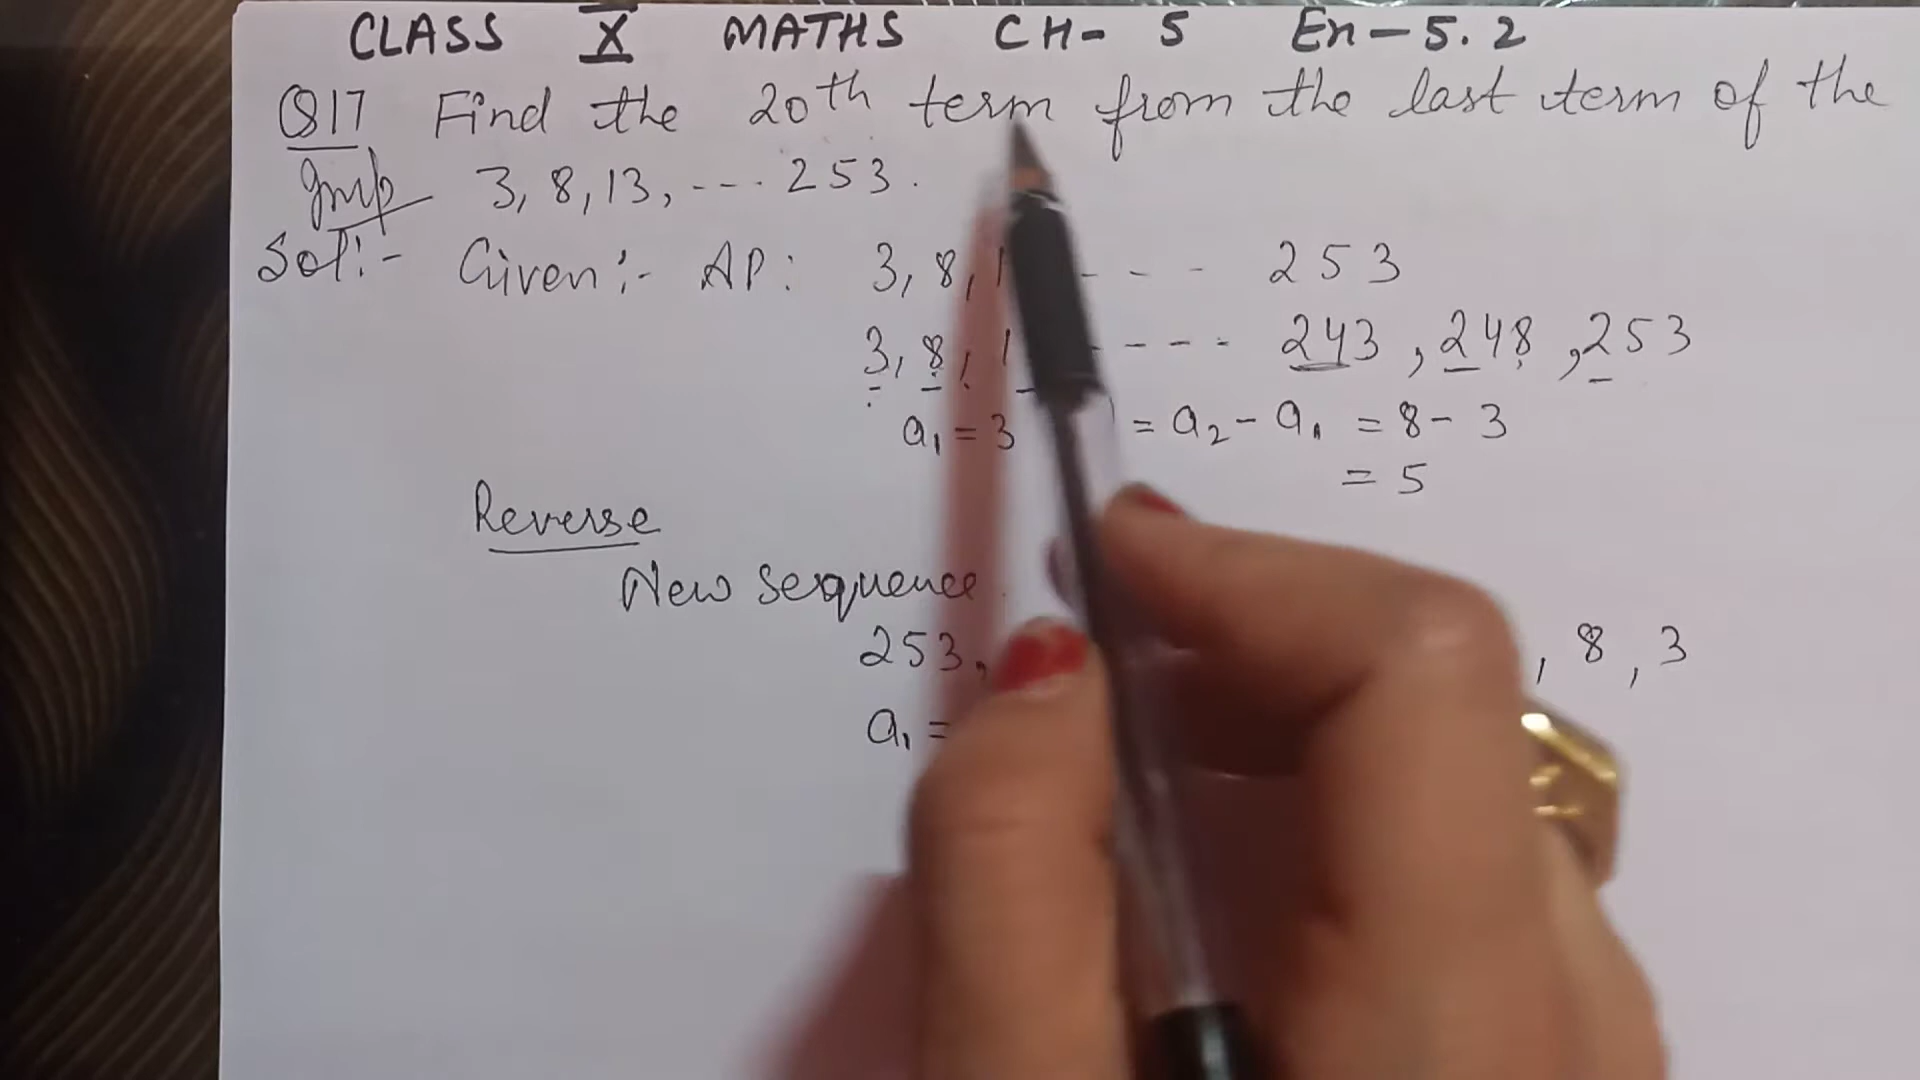 CLASS X MATHS CH- 5 Ex-5.2
Q17 Find the 20th term from the last term of the
Imp 3, 8, 13, ---- 253.
Sol:- Given:- AP: 3, 8, 1 - - - 253
3, 8, 1 ---- 243, 248, 253
a₁ = 3 = a₂ - a₁ = 8 - 3
= 5
Reverse
New Sequence
253, , 8, 3
a₁ =